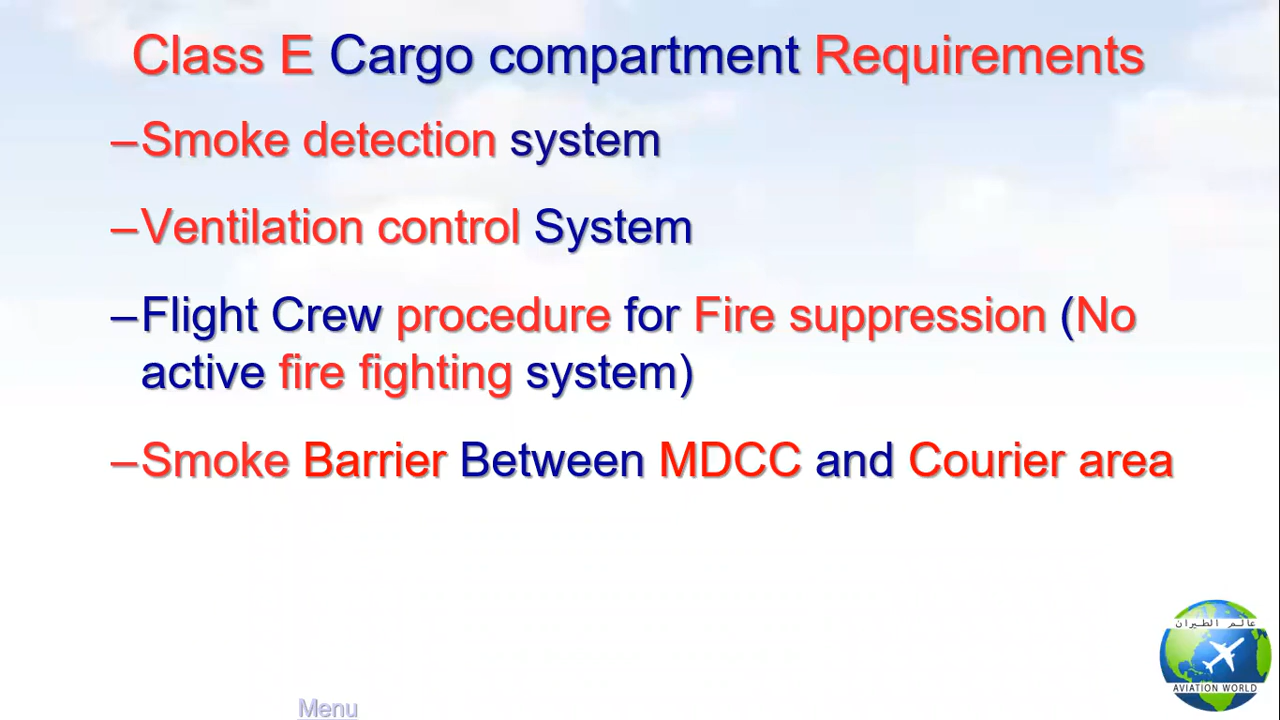 Class E Cargo compartment Requirements
–Smoke detection system
–Ventilation control System
–Flight Crew procedure for Fire suppression (No
active fire fighting system)
–Smoke Barrier Between MDCC and Courier area
عالم الطيران
AVIATION WORLD
Menu